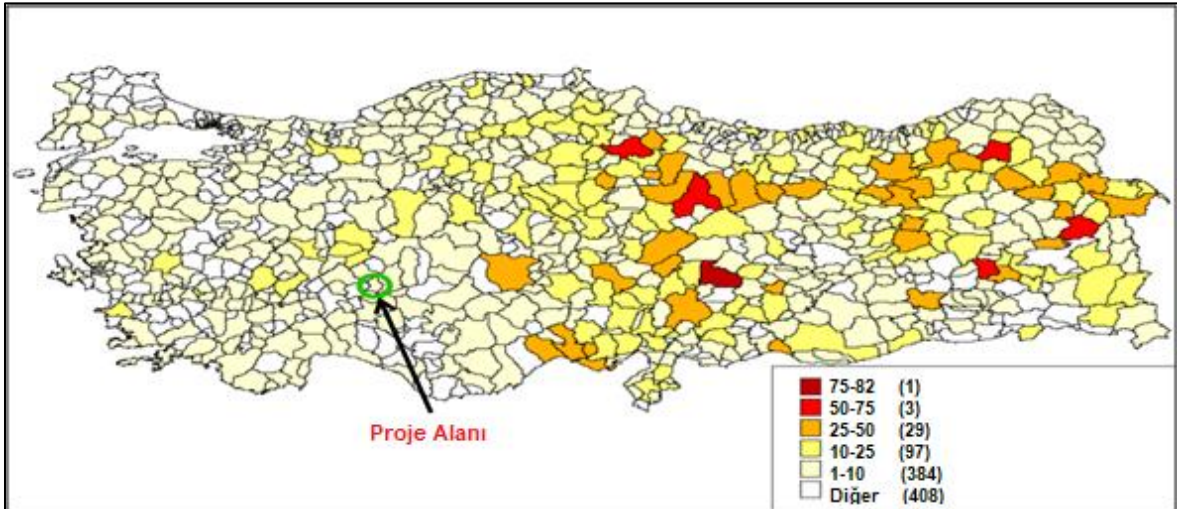 Proje Alanı
75-82 (1)
50-75 (3)
25-50 (29)
10-25 (97)
1-10 (384)
Diğer (408)